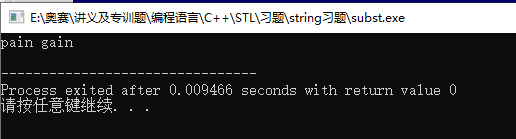 E:\奥赛\讲义及专训题\编程语言\C++\STL\习题\string习题\subst.exe
pain gain
--------------------------------
Process exited after 0.009466 seconds with return value 0
请按任意键继续. . .